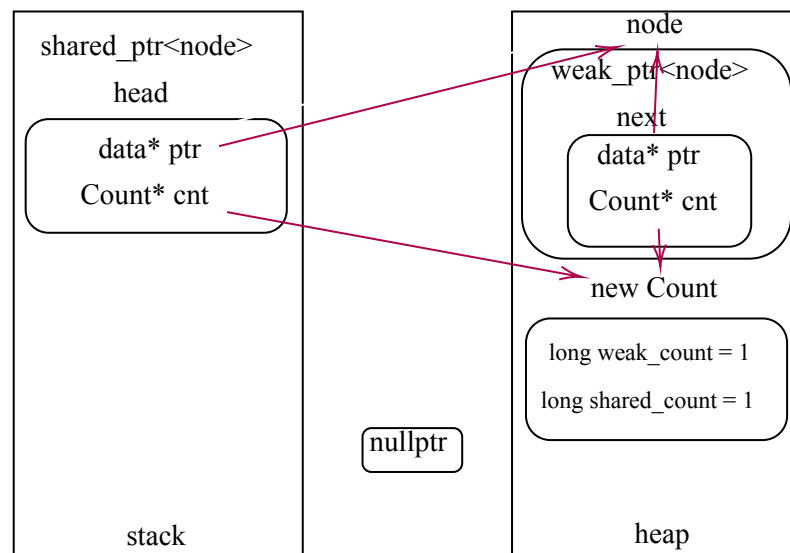 shared_ptr<node>
head
data* ptr
Count* cnt
stack
nullptr
node
weak_ptr<node>
next
data* ptr
Count* cnt
new Count
long weak_count = 1
long shared_count = 1
heap